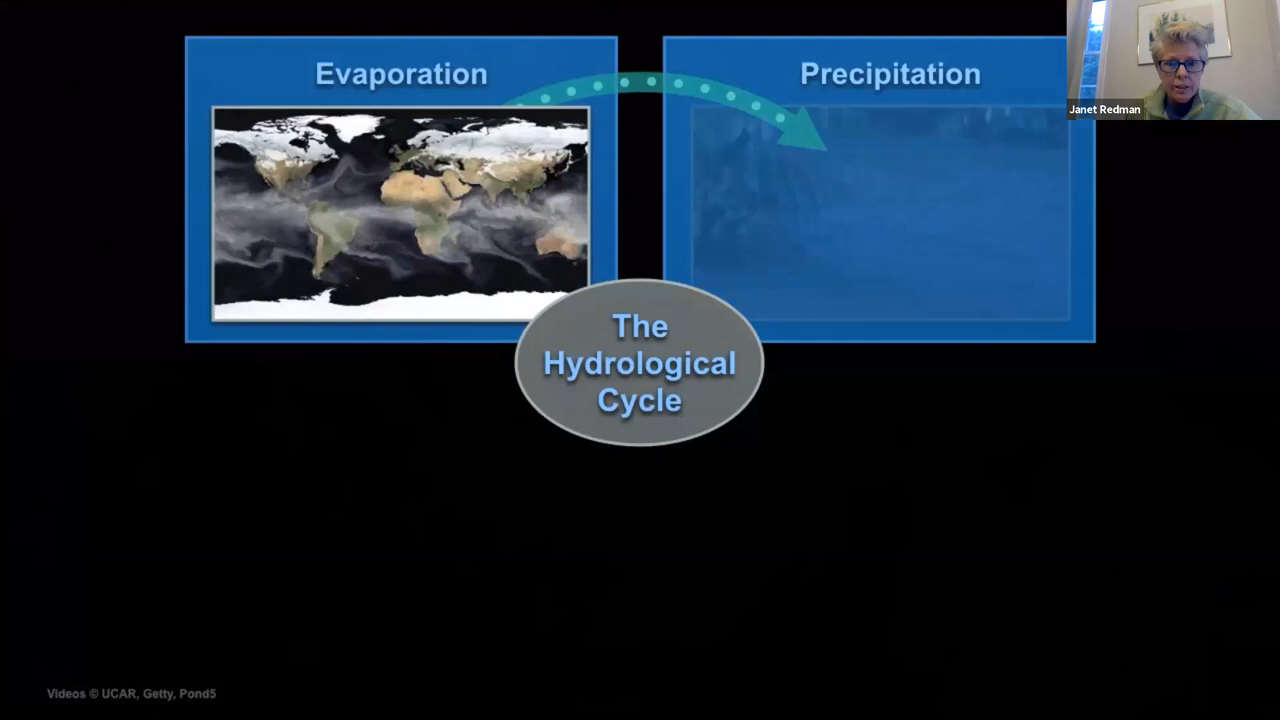 Evaporation
Precipitation
Janet Redman
The
Hydrological
Cycle
Videos © UCAR, Getty, Pond5